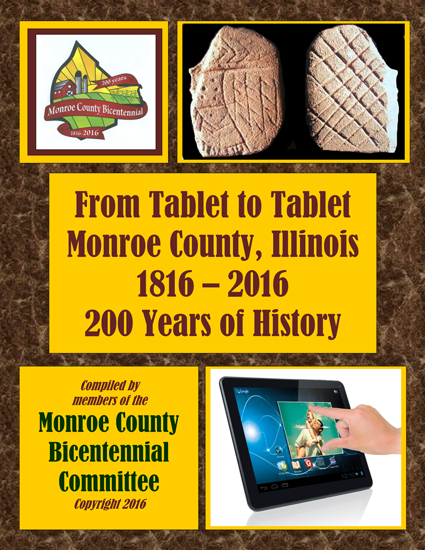 200 years
Monroe County Bicentennial
1816-2016
From Tablet to Tablet
Monroe County, Illinois
1816 – 2016
200 Years of History
Compiled by
members of the
Monroe County
Bicentennial
Committee
Copyright 2016